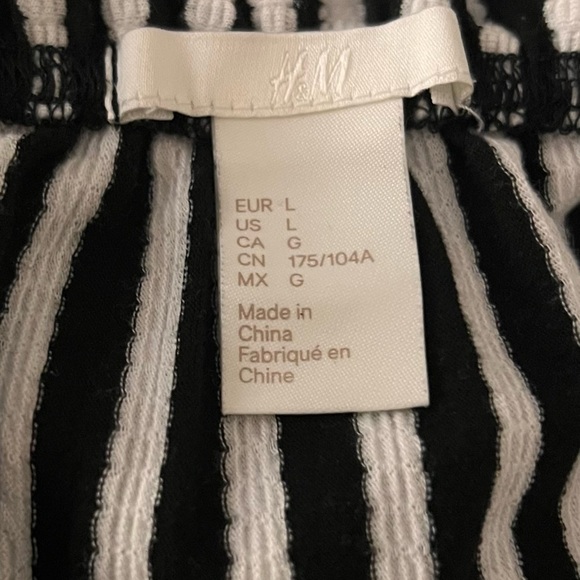 H&M
EUR L
US L
CA G
CN 175/104A
MX G
Made in
China
Fabriqué en
Chine